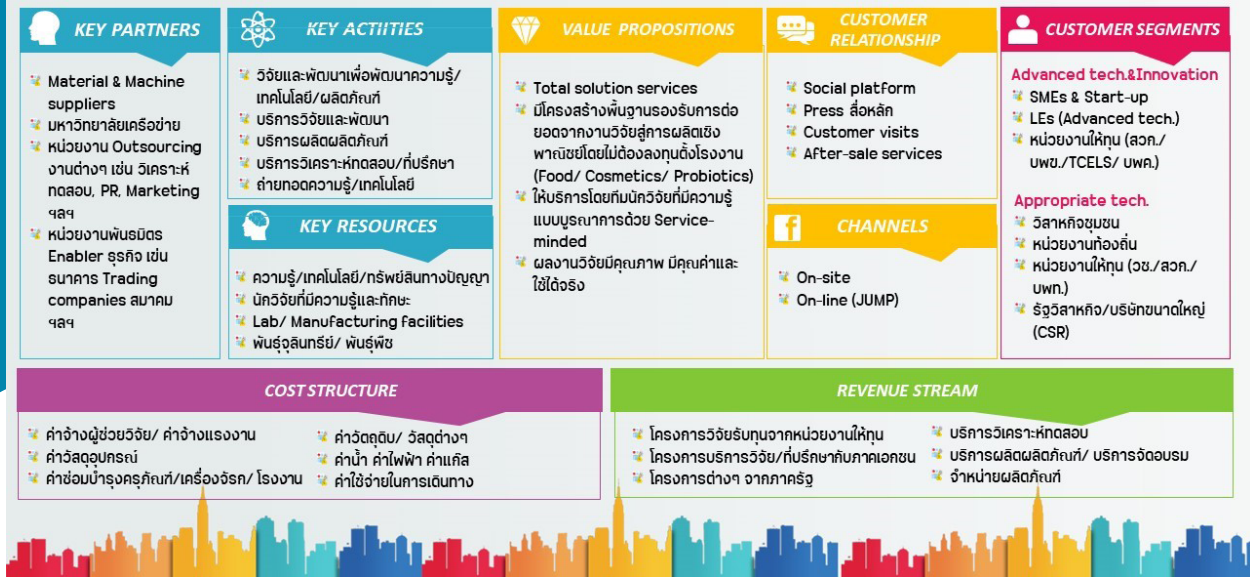 KEY PARTNERS
Material & Machine
suppliers
มหาวิทยาลัยเครือข่าย
หน่วยงาน Outsourcing
งานต่างๆ เช่น วิเคราะห์
ทดสอบ, PR, Marketing
ฯลฯ
หน่วยงานพันธมิตร
Enabler ธุรกิจ เช่น
ธนาคาร Trading
companies สมาคม
ฯลฯ
KEY ACTIITIES
วิจัยและพัฒนาเพื่อพัฒนาความรู้/
เทคโนโลยี/ผลิตภัณฑ์
บริการวิจัยและพัฒนา
บริการผลิตผลิตภัณฑ์
บริการวิเคราะห์ทดสอบ/ที่ปรึกษา
ถ่ายทอดความรู้/เทคโนโลยี
KEY RESOURCES
ความรู้/เทคโนโลยี/ทรัพย์สินทางปัญญา
นักวิจัยที่มีความรู้และทักษะ
Lab/ Manufacturing facilities
พันธุ์จุลินทรีย์/ พันธุ์พืช
VALUE PROPOSITIONS
Total solution services
มีโครงสร้างพื้นฐานรองรับการต่อ
ยอดจากงานวิจัยสู่การผลิตเชิง
พาณิชย์โดยไม่ต้องลงทุนตั้งโรงงาน
(Food/ Cosmetics/ Probiotics)
ให้บริการโดยทีมนักวิจัยที่มีความรู้
แบบบูรณาการด้วย Service-
minded
ผลงานวิจัยมีคุณภาพ มีคุณค่าและ
ใช้ได้จริง
CUSTOMER
RELATIONSHIP
Social platform
Press สื่อหลัก
Customer visits
After-sale services
CHANNELS
On-site
On-line (JUMP)
CUSTOMER SEGMENTS
Advanced tech.&Innovation
SMEs & Start-up
LEs (Advanced tech.)
หน่วยงานให้ทุน (สวก./
บพข./TCELS/ บพค.)
Appropriate tech.
วิสาหกิจชุมชน
หน่วยงานท้องถิ่น
หน่วยงานให้ทุน (วช./สวก./
บพท.)
รัฐวิสาหกิจ/บริษัทขนาดใหญ่
(CSR)
COST STRUCTURE
ค่าจ้างผู้ช่วยวิจัย/ ค่าจ้างแรงงาน
ค่าวัสดุอุปกรณ์
ค่าซ่อมบำรุงครุภัณฑ์/เครื่องจักร/ โรงงาน
ค่าวัตถุดิบ/ วัสดุต่างๆ
ค่าน้ำ ค่าไฟฟ้า ค่าแก๊ส
ค่าใช้จ่ายในการเดินทาง
REVENUE STREAM
โครงการวิจัยรับทุนจากหน่วยงานให้ทุน
โครงการบริการวิจัย/ที่ปรึกษากับภาคเอกชน
โครงการต่างๆ จากภาครัฐ
บริการวิเคราะห์ทดสอบ
บริการผลิตผลิตภัณฑ์/ บริการจัดอบรม
จำหน่ายผลิตภัณฑ์